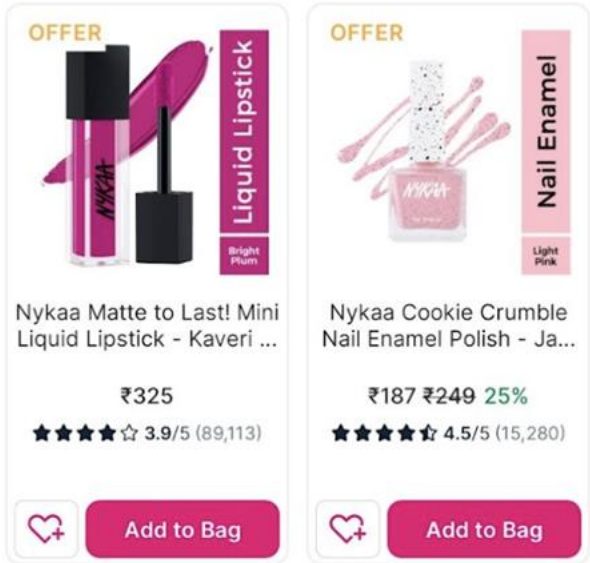 OFFER
NYKAA
Liquid Lipstick
Bright
Plum
Nykaa Matte to Last! Mini
Liquid Lipstick - Kaveri ...
₹325
3.9/5 (89,113)
Add to Bag
OFFER
NYKAA
Nail Enamel
Light
Pink
Nykaa Cookie Crumble
Nail Enamel Polish - Ja...
₹187 ₹249 25%
4.5/5 (15,280)
Add to Bag